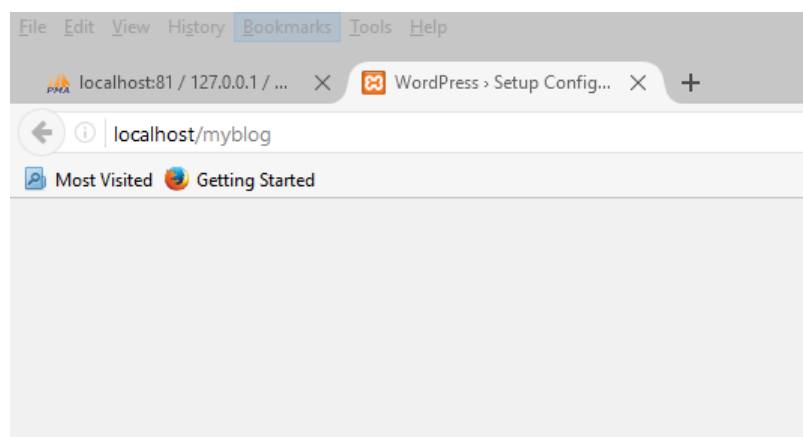 File Edit View History Bookmarks Tools Help
PMA localhost:81 / 127.0.0.1 / ... WordPress › Setup Config...
localhost/myblog
Most Visited Getting Started